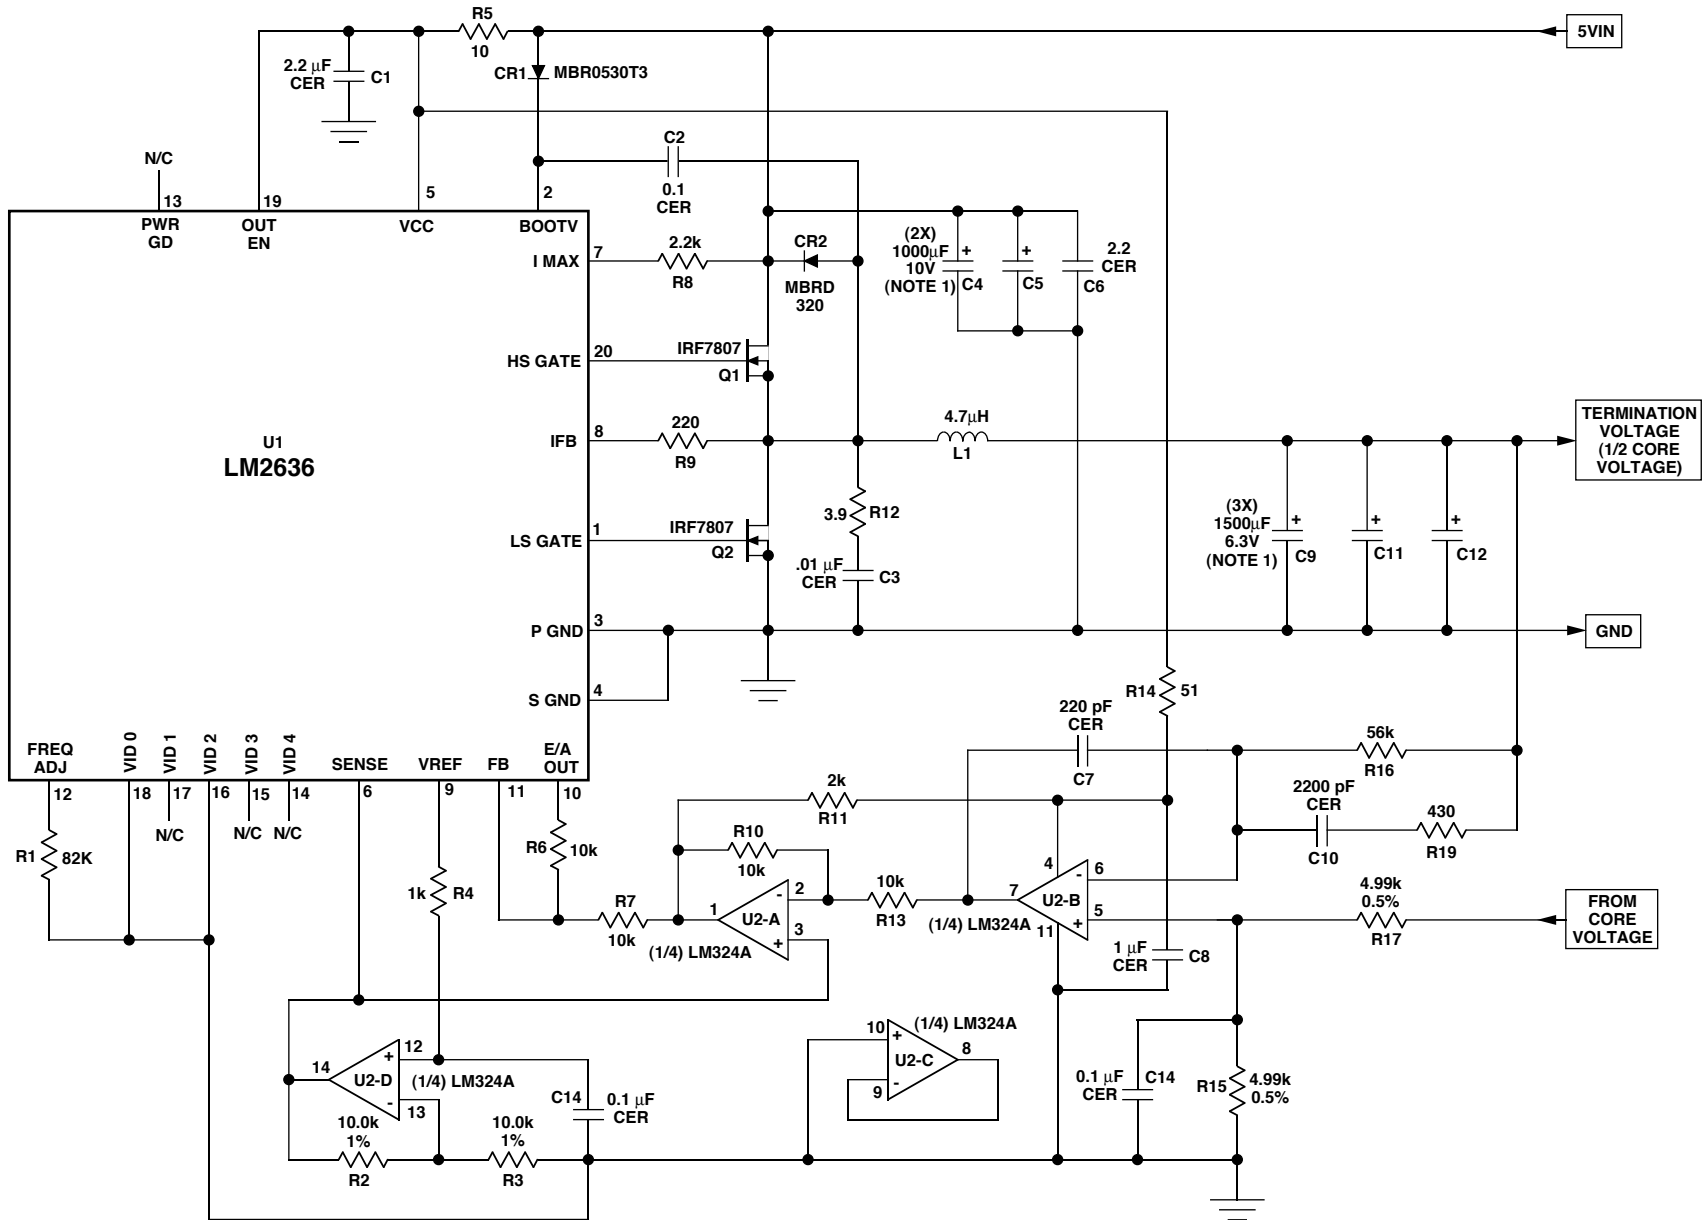 R5
10
5VIN
2.2 µF
CER
C1
CR1
MBR0530T3
C2
0.1
CER
N/C
13
19
5
2
PWR
GD
OUT
EN
VCC
BOOTV
I MAX
7
2.2k
R8
CR2
MBRD
320
(2X)
1000µF
10V
(NOTE 1)
+
C4
+
C5
2.2
CER
C6
HS GATE
20
IRF7807
Q1
U1
LM2636
IFB
8
220
R9
4.7µH
L1
TERMINATION
VOLTAGE
(1/2 CORE
VOLTAGE)
LS GATE
1
IRF7807
Q2
3.9
R12
.01 µF
CER
C3
(3X)
1500µF
6.3V
(NOTE 1)
+
C9
+
C11
+
C12
P GND
3
GND
S GND
4
R14
51
FREQ
ADJ
VID 0
VID 1
VID 2
VID 3
VID 4
SENSE
VREF
FB
E/A
OUT
12
18
17
16
15
14
6
9
11
10
N/C
N/C
N/C
220 pF
CER
C7
56k
R16
2k
R11
2200 pF
CER
C10
430
R19
R1
82K
R6
10k
R10
10k
1k
R4
R7
10k
1
2
-
U2-A
3
+
(1/4) LM324A
10k
R13
4
7
6
-
U2-B
5
+
11
(1/4) LM324A
4.99k
0.5%
R17
FROM
CORE
VOLTAGE
1 µF
CER
C8
14
12
+
U2-D
-
13
(1/4) LM324A
10
+
(1/4) LM324A
U2-C
8
9
-
C14
0.1 µF
CER
0.1 µF
CER
C14
R15
4.99k
0.5%
10.0k
1%
R2
10.0k
1%
R3